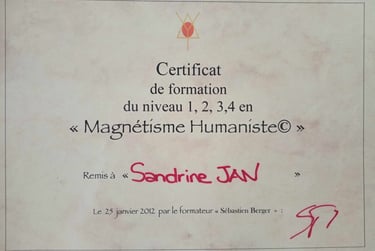 Certificat
de formation
du niveau 1, 2, 3,4 en
« Magnétisme Humaniste© »
Remis à « Sandrine JAN »
Le 25 janvier 2012 par le formateur « Sébastien Berger » :